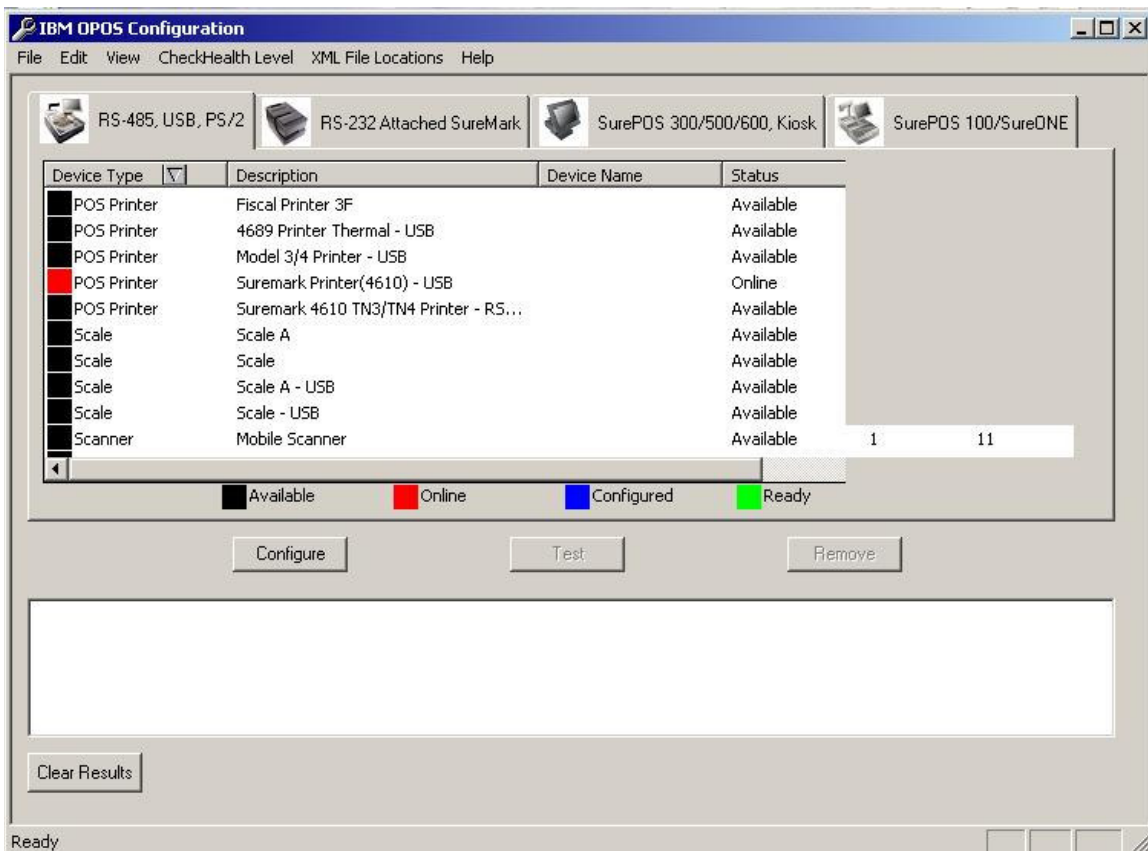 IBM OPOS Configuration
File Edit View CheckHealth Level XML File Locations Help
RS-485, USB, PS/2 RS-232 Attached SureMark SurePOS 300/500/600, Kiosk SurePOS 100/SureONE
Device Type Description Device Name Status
POS Printer Fiscal Printer 3F Available
POS Printer 4689 Printer Thermal - USB Available
POS Printer Model 3/4 Printer - USB Available
POS Printer Suremark Printer(4610) - USB Online
POS Printer Suremark 4610 TN3/TN4 Printer - RS... Available
Scale Scale A Available
Scale Scale Available
Scale Scale A - USB Available
Scale Scale - USB Available
Scanner Mobile Scanner Available 1 11
Available Online Configured Ready
Configure Test Remove
Clear Results
Ready